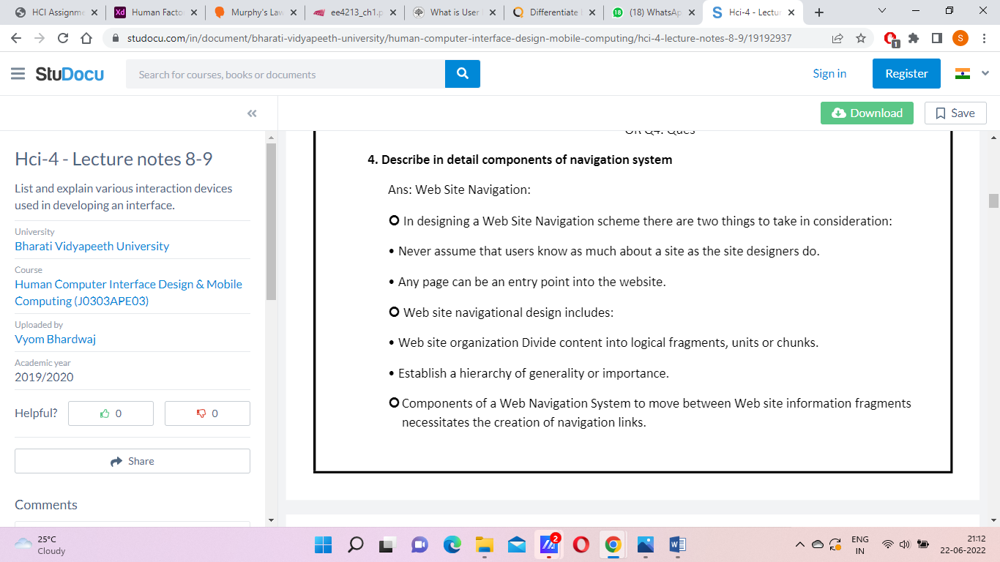 HCI Assignme
Human Facto
Murphy's Law
ee4213_ch1.p
What is User
Differentiate
(18) WhatsAp
Hci-4 - Lectur
studocu.com/in/document/bharati-vidyapeeth-university/human-computer-interface-design-mobile-computing/hci-4-lecture-notes-8-9/19192937
StuDocu
Search for courses, books or documents
Sign in
Register
Download
Save
Hci-4 - Lecture notes 8-9
List and explain various interaction devices
used in developing an interface.
University
Bharati Vidyapeeth University
Course
Human Computer Interface Design & Mobile
Computing (J0303APE03)
Uploaded by
Vyom Bhardwaj
Academic year
2019/2020
Helpful?
0
0
Share
Comments
OR Q4. Ques
4. Describe in detail components of navigation system
Ans: Web Site Navigation:
In designing a Web Site Navigation scheme there are two things to take in consideration:
• Never assume that users know as much about a site as the site designers do.
• Any page can be an entry point into the website.
Web site navigational design includes:
• Web site organization Divide content into logical fragments, units or chunks.
• Establish a hierarchy of generality or importance.
Components of a Web Navigation System to move between Web site information fragments
necessitates the creation of navigation links.
25°C
Cloudy
2
ENG
IN
21:12
22-06-2022